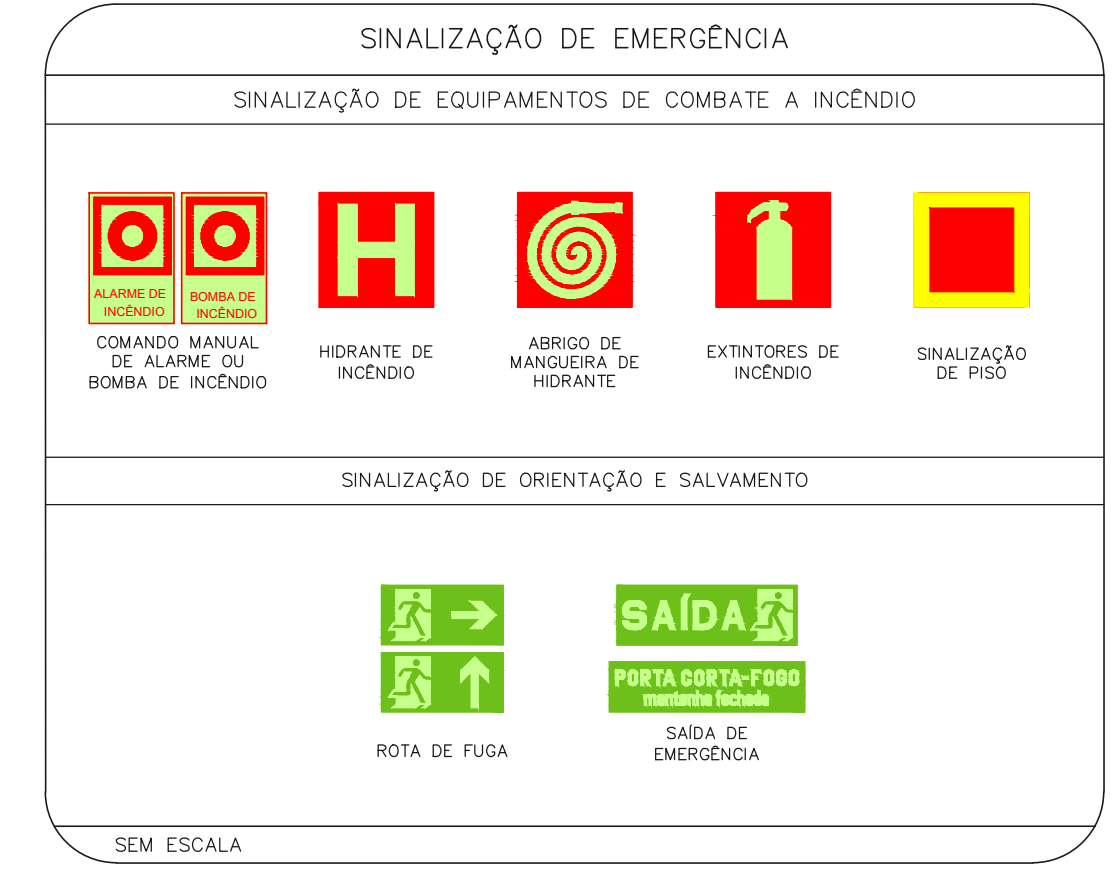 SINALIZAÇÃO DE EMERGÊNCIA
SINALIZAÇÃO DE EQUIPAMENTOS DE COMBATE A INCÊNDIO
ALARME DE
INCÊNDIO
BOMBA DE
INCÊNDIO
H
COMANDO MANUAL
DE ALARME OU
BOMBA DE INCÊNDIO
HIDRANTE DE
INCÊNDIO
ABRIGO DE
MANGUEIRA DE
HIDRANTE
EXTINTORES DE
INCÊNDIO
SINALIZAÇÃO
DE PISO
SINALIZAÇÃO DE ORIENTAÇÃO E SALVAMENTO
SAÍDA
PORTA CORTA-FOGO
mantenha fechada
ROTA DE FUGA
SAÍDA DE
EMERGÊNCIA
SEM ESCALA